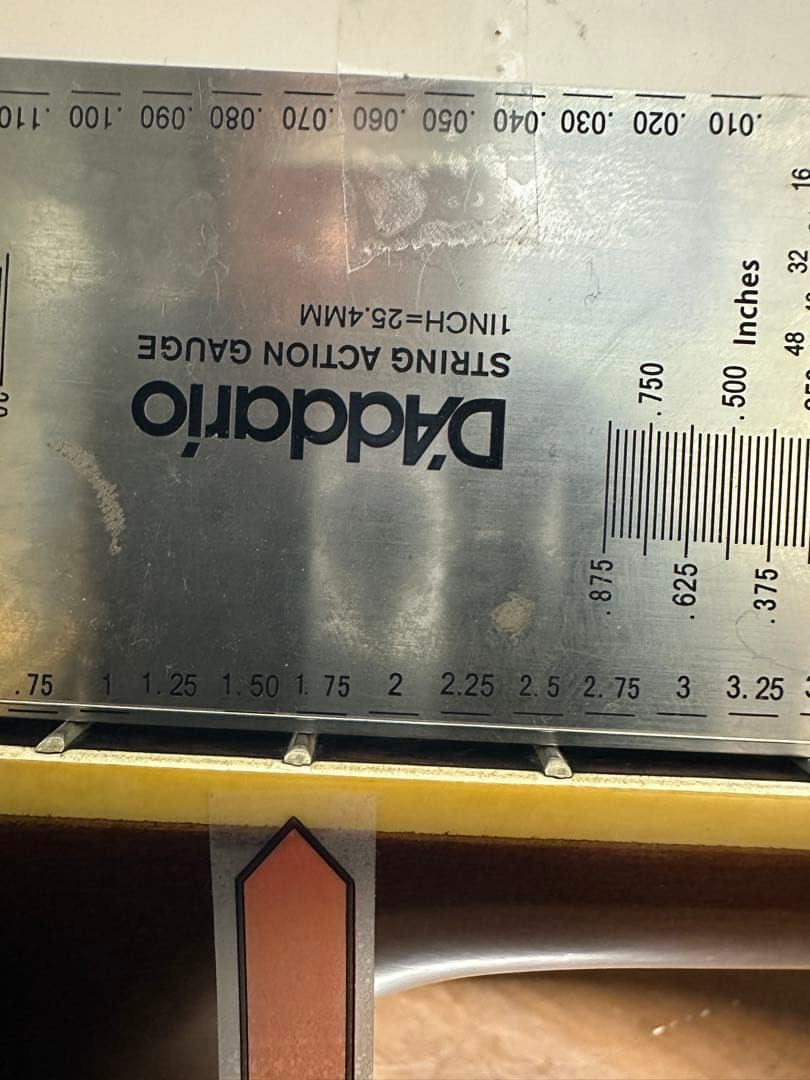 .010 .020 .030 .040 .050 .060 .070 .080 .090 .100 .110
D'Addario
STRING ACTION GAUGE
1INCH=25.4MM
16
32
48
Inches
.750
.500
.875
.625
.375
.75 1 1.25 1.50 1.75 2 2.25 2.5 2.75 3 3.25